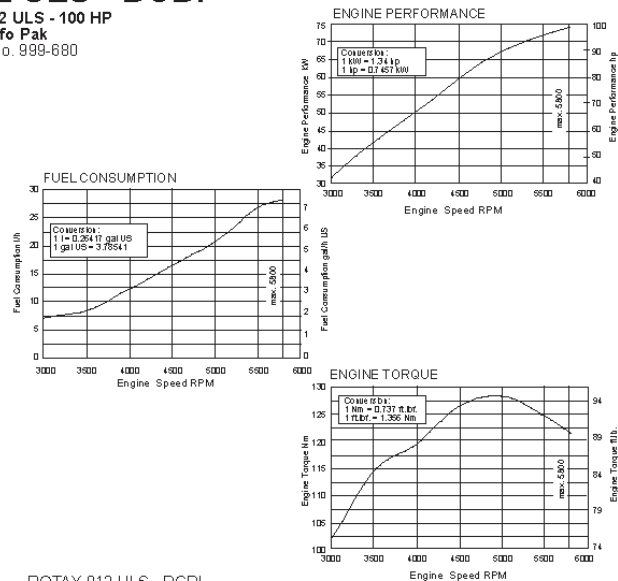 2 ULS - 100 HP
fo Pak
o. 999-680
ENGINE PERFORMANCE
75
70
65
60
55
50
45
40
35
30
Engine Performance kW
Conversion:
1 kW = 1.34 hp
1 hp = 0.7457 kW
max. 5800
100
90
80
70
60
50
40
Engine Performance hp
3000 3500 4000 4500 5000 5500 6000
Engine Speed RPM
FUEL CONSUMPTION
30
25
20
15
10
5
0
Fuel Consumption l/h
Conversion:
1 l = 0.26417 gal US
1 gal US = 3.78541
max. 5800
7
6
5
4
3
2
1
0
Fuel Consumption gal/h US
3000 3500 4000 4500 5000 5500 6000
Engine Speed RPM
ENGINE TORQUE
130
125
120
115
110
105
100
Engine Torque Nm
Conversion:
1 Nm = 0.737 ft.lbf.
1 ft.lbf. = 1.356 Nm
max. 5800
94
89
84
79
74
Engine Torque ft.lb.
3000 3500 4000 4500 5000 5500 6000
Engine Speed RPM